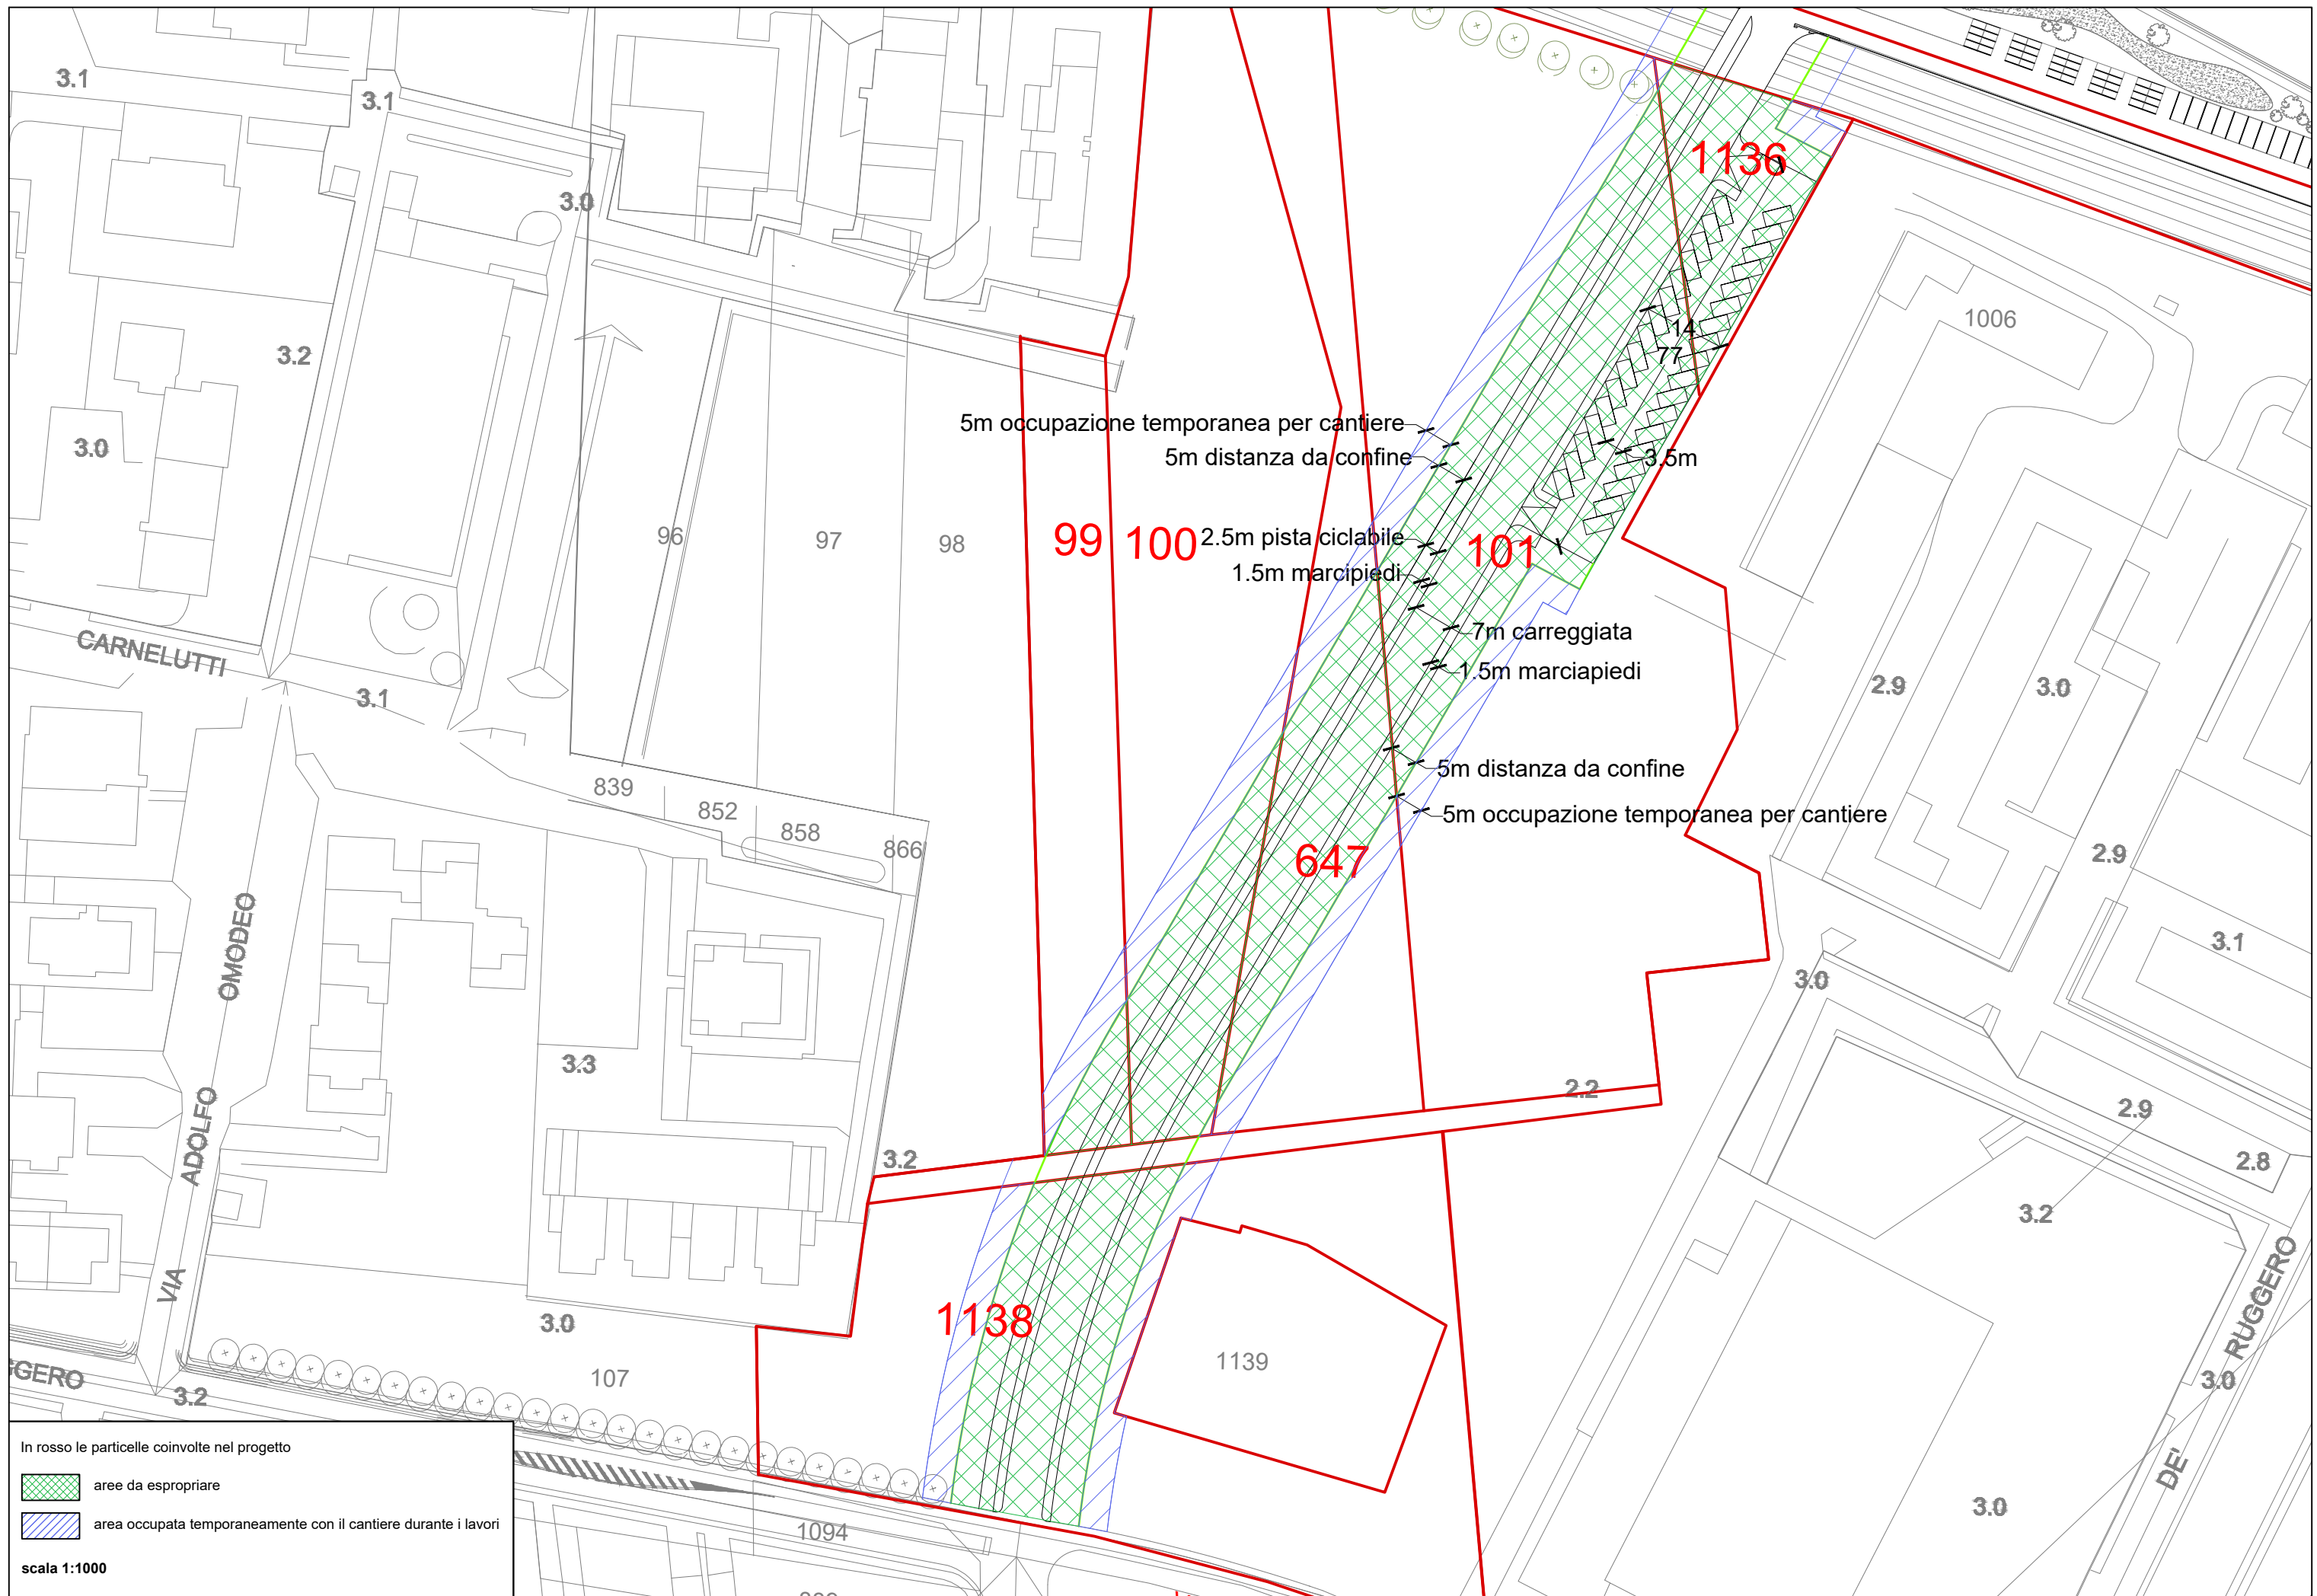 3.1
3.1
3.0
1136
1006
14
77
3.2
5m occupazione temporanea per cantiere
5m distanza da confine
3.5m
3.0
96
97
98
99
100
2.5m pista ciclabile
101
1.5m marcipiedi
7m carreggiata
CARNELUTTI
1.5m marciapiedi
3.1
2.9
3.0
5m distanza da confine
839
852
858
866
5m occupazione temporanea per cantiere
647
2.9
VIA ADOLFO OMODEO
3.1
3.0
3.3
2.2
2.9
3.2
2.8
3.2
DE' RUGGERO
1138
3.0
1139
107
GGERO
3.2
3.0
3.0
1094
In rosso le particelle coinvolte nel progetto
aree da espropriare
area occupata temporaneamente con il cantiere durante i lavori
scala 1:1000